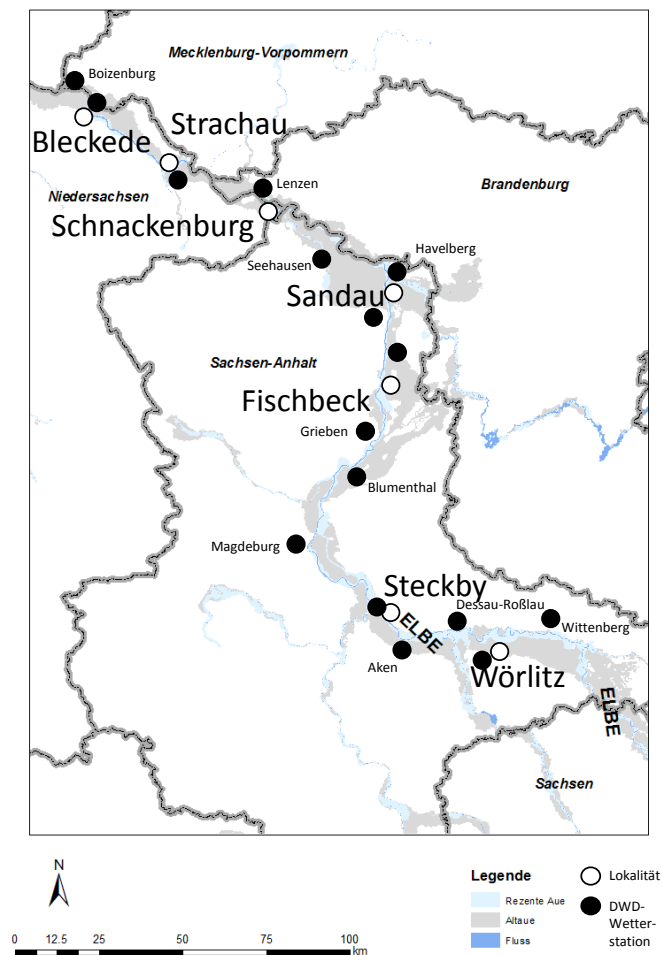 Mecklenburg-Vorpommern
Boizenburg
Strachau
Bleckede
Lenzen
Brandenburg
Niedersachsen
Schnackenburg
Havelberg
Seehausen
Sandau
Sachsen-Anhalt
Fischbeck
Grieben
Blumenthal
Magdeburg
Steckby
Dessau-Roßlau
Wittenberg
ELBE
Aken
Wörlitz
ELBE
Sachsen
N
0 12.5 25 50 75 100
km
Legende
Rezente Aue
Altaue
Fluss
Lokalität
DWD-
Wetter-
station